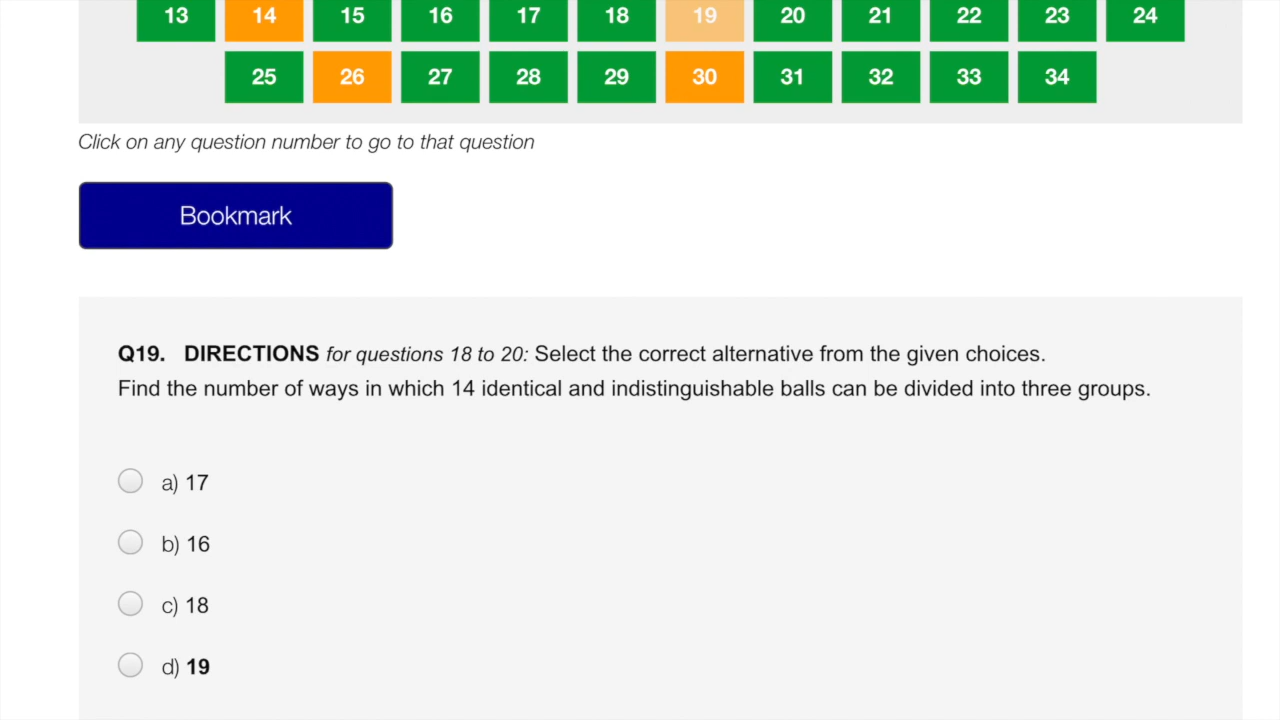 13 14 15 16 17 18 19 20 21 22 23 24
25 26 27 28 29 30 31 32 33 34
Click on any question number to go to that question
Bookmark
Q19. DIRECTIONS for questions 18 to 20: Select the correct alternative from the given choices.
Find the number of ways in which 14 identical and indistinguishable balls can be divided into three groups.
a) 17
b) 16
c) 18
d) 19